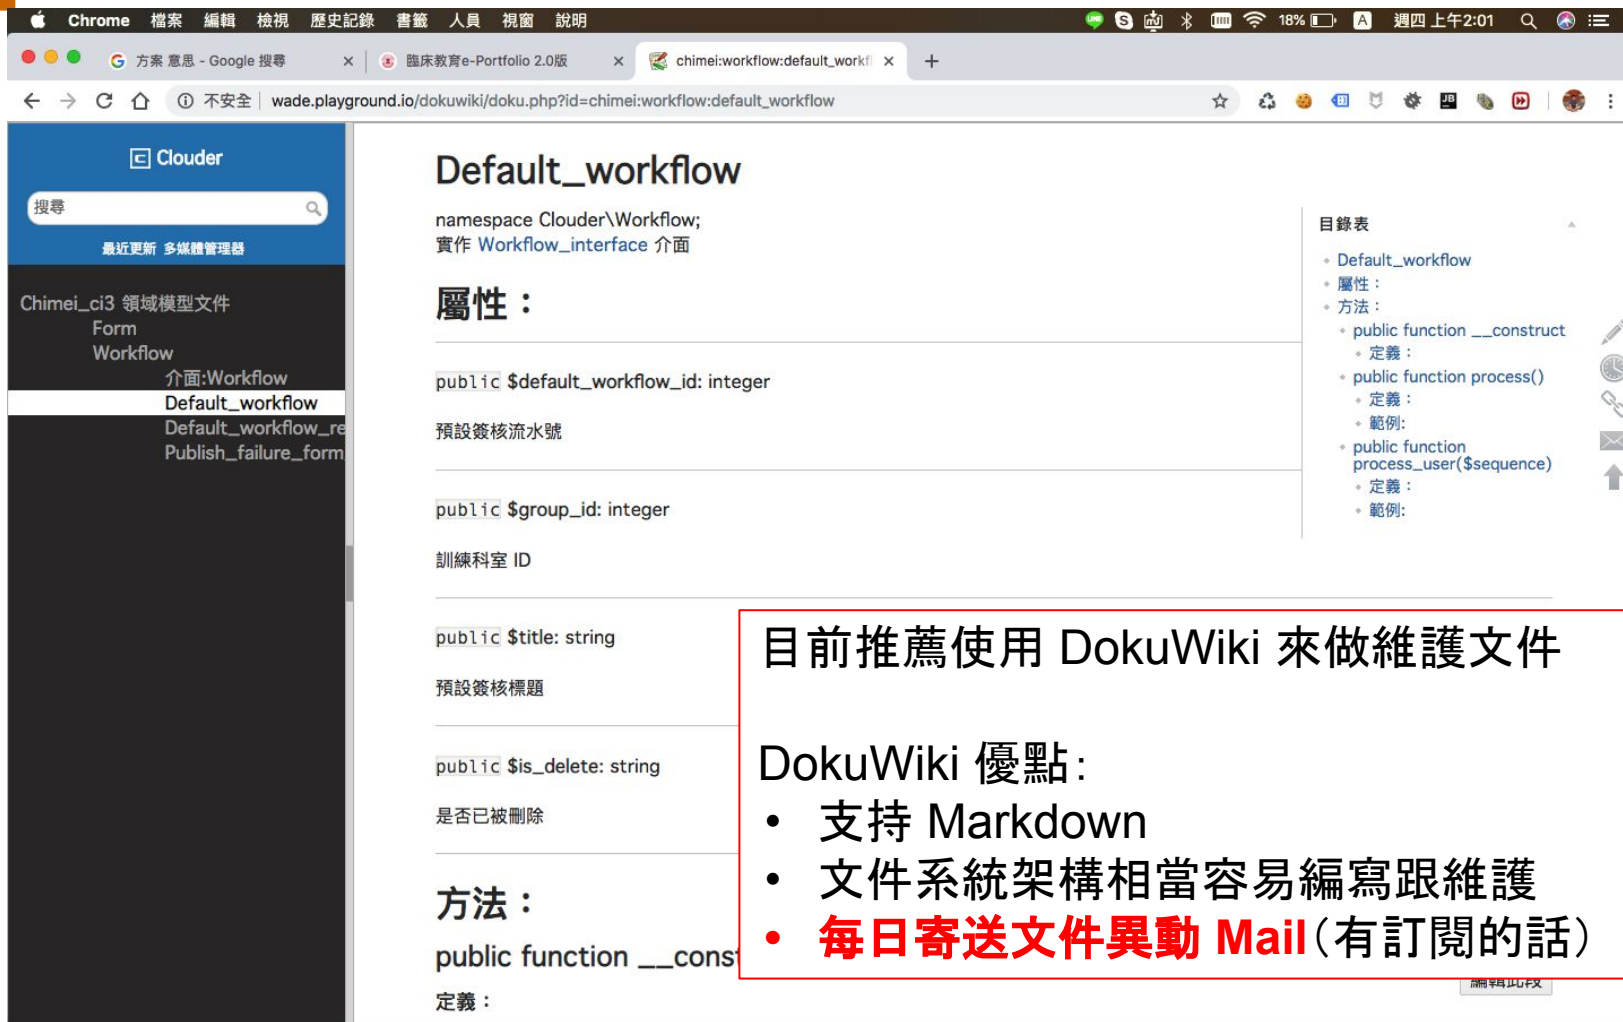 Chrome 檔案 編輯 檢視 歷史記錄 書籤 人員 視窗 說明 18% A 週四上午2:01
方案 意思 - Google 搜尋 臨床教育e-Portfolio 2.0版 chimei:workflow:default_workfl
不安全 wade.playground.io/dokuwiki/doku.php?id=chimei:workflow:default_workflow
Clouder
搜尋
最近更新 多媒體管理器
Chimei_ci3 領域模型文件
Form
Workflow
介面:Workflow
Default_workflow
Default_workflow_re
Publish_failure_form
Default_workflow
namespace Clouder\Workflow;
實作 Workflow_interface 介面
屬性：
public $default_workflow_id: integer
預設簽核流水號
public $group_id: integer
訓練科室 ID
public $title: string
預設簽核標題
public $is_delete: string
是否已被刪除
方法：
public function __cons
定義：
目錄表
Default_workflow
屬性：
方法：
public function __construct
定義：
public function process()
定義：
範例:
public function
process_user($sequence)
定義：
範例:
目前推薦使用 DokuWiki 來做維護文件
DokuWiki 優點：
• 支持 Markdown
• 文件系統架構相當容易編寫跟維護
• 每日寄送文件異動 Mail（有訂閱的話）